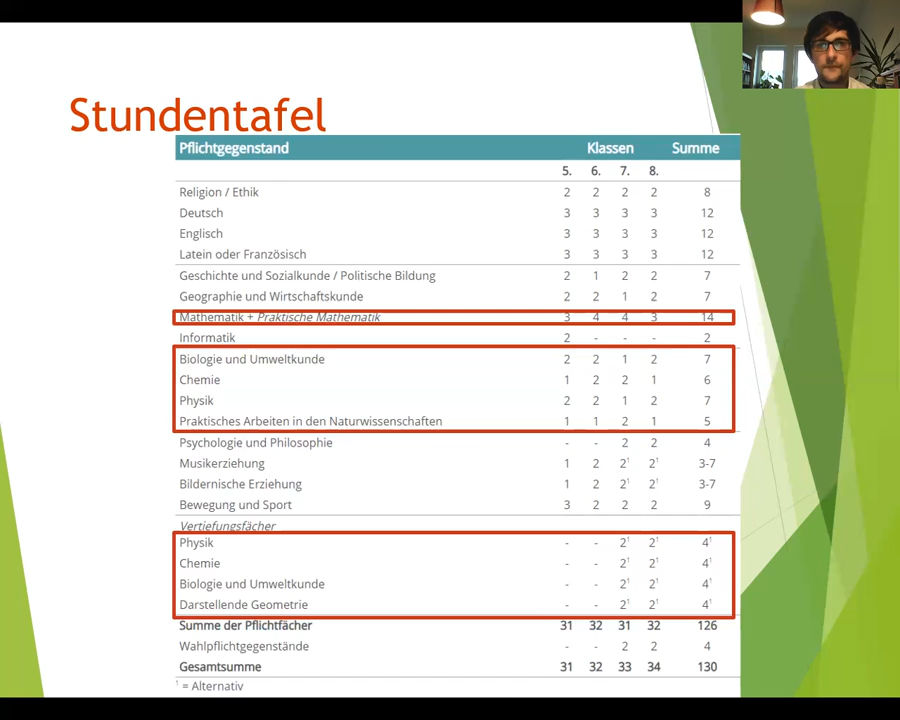 Stundentafel
Pflichtgegenstand Klassen Summe
5. 6. 7. 8.
Religion / Ethik 2 2 2 2 8
Deutsch 3 3 3 3 12
Englisch 3 3 3 3 12
Latein oder Französisch 3 3 3 3 12
Geschichte und Sozialkunde / Politische Bildung 2 1 2 2 7
Geographie und Wirtschaftskunde 2 2 1 2 7
Mathematik + Praktische Mathematik 3 4 4 3 14
Informatik 2 - - - 2
Biologie und Umweltkunde 2 2 1 2 7
Chemie 1 2 2 1 6
Physik 2 2 1 2 7
Praktisches Arbeiten in den Naturwissenschaften 1 1 2 1 5
Psychologie und Philosophie - - 2 2 4
Musikerziehung 1 2 2¹ 2¹ 3-7
Bildernische Erziehung 1 2 2¹ 2¹ 3-7
Bewegung und Sport 3 2 2 2 9
Vertiefungsfächer
Physik - - 2¹ 2¹ 4¹
Chemie - - 2¹ 2¹ 4¹
Biologie und Umweltkunde - - 2¹ 2¹ 4¹
Darstellende Geometrie - - 2¹ 2¹ 4¹
Summe der Pflichtfächer 31 32 31 32 126
Wahlpflichtgegenstände - - 2 2 4
Gesamtsumme 31 32 33 34 130
¹ = Alternativ